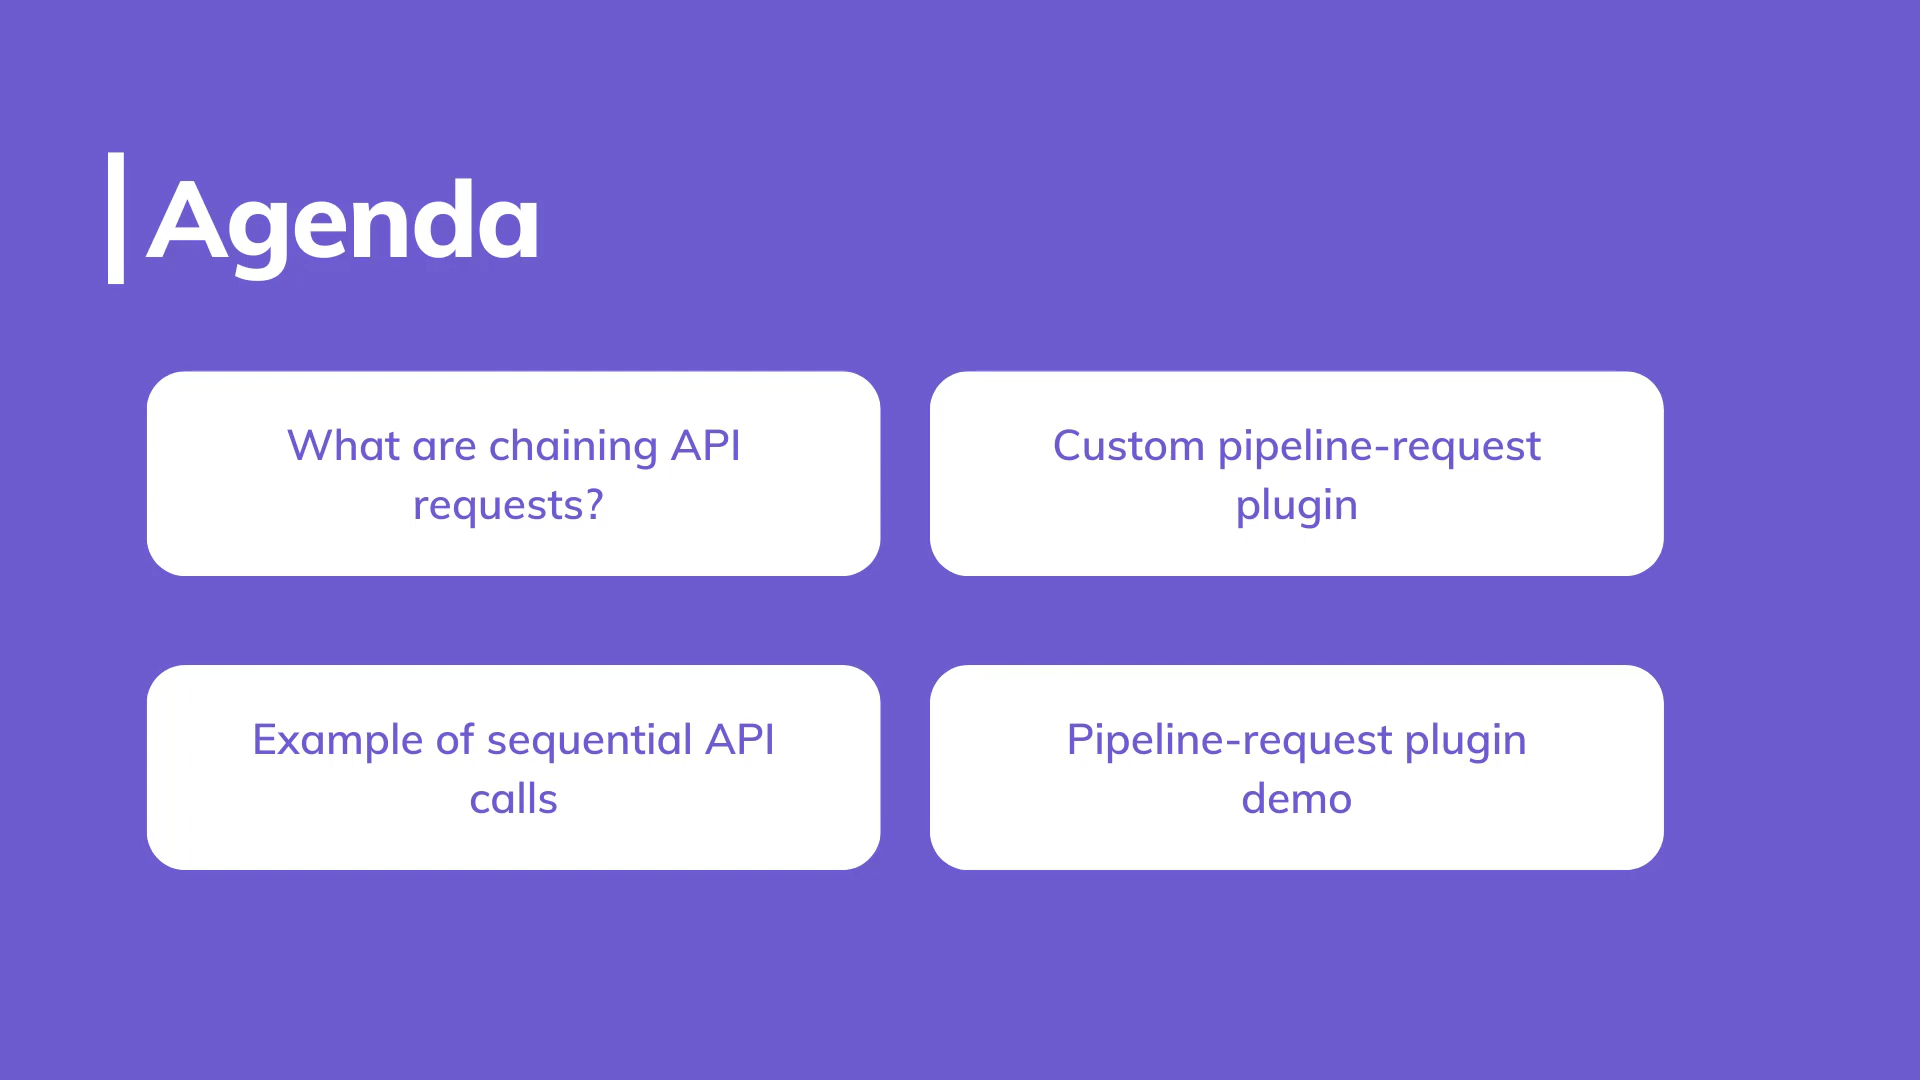 Agenda
What are chaining API
requests?
Custom pipeline-request
plugin
Example of sequential API
calls
Pipeline-request plugin
demo